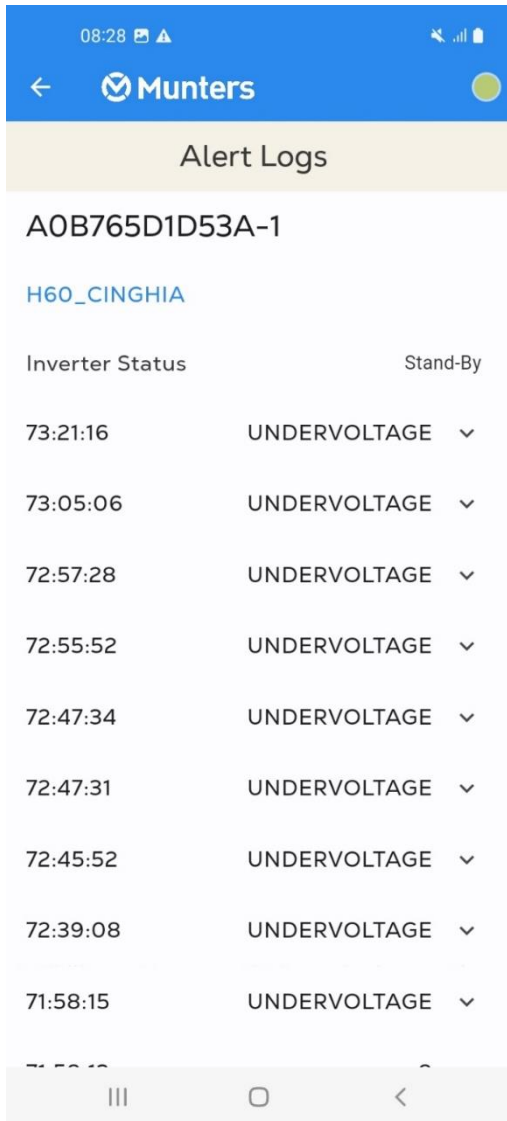 08:28
Munters
Alert Logs
A0B765D1D53A-1
H60_CINGHIA
Inverter Status Stand-By
73:21:16 UNDERVOLTAGE
73:05:06 UNDERVOLTAGE
72:57:28 UNDERVOLTAGE
72:55:52 UNDERVOLTAGE
72:47:34 UNDERVOLTAGE
72:47:31 UNDERVOLTAGE
72:45:52 UNDERVOLTAGE
72:39:08 UNDERVOLTAGE
71:58:15 UNDERVOLTAGE